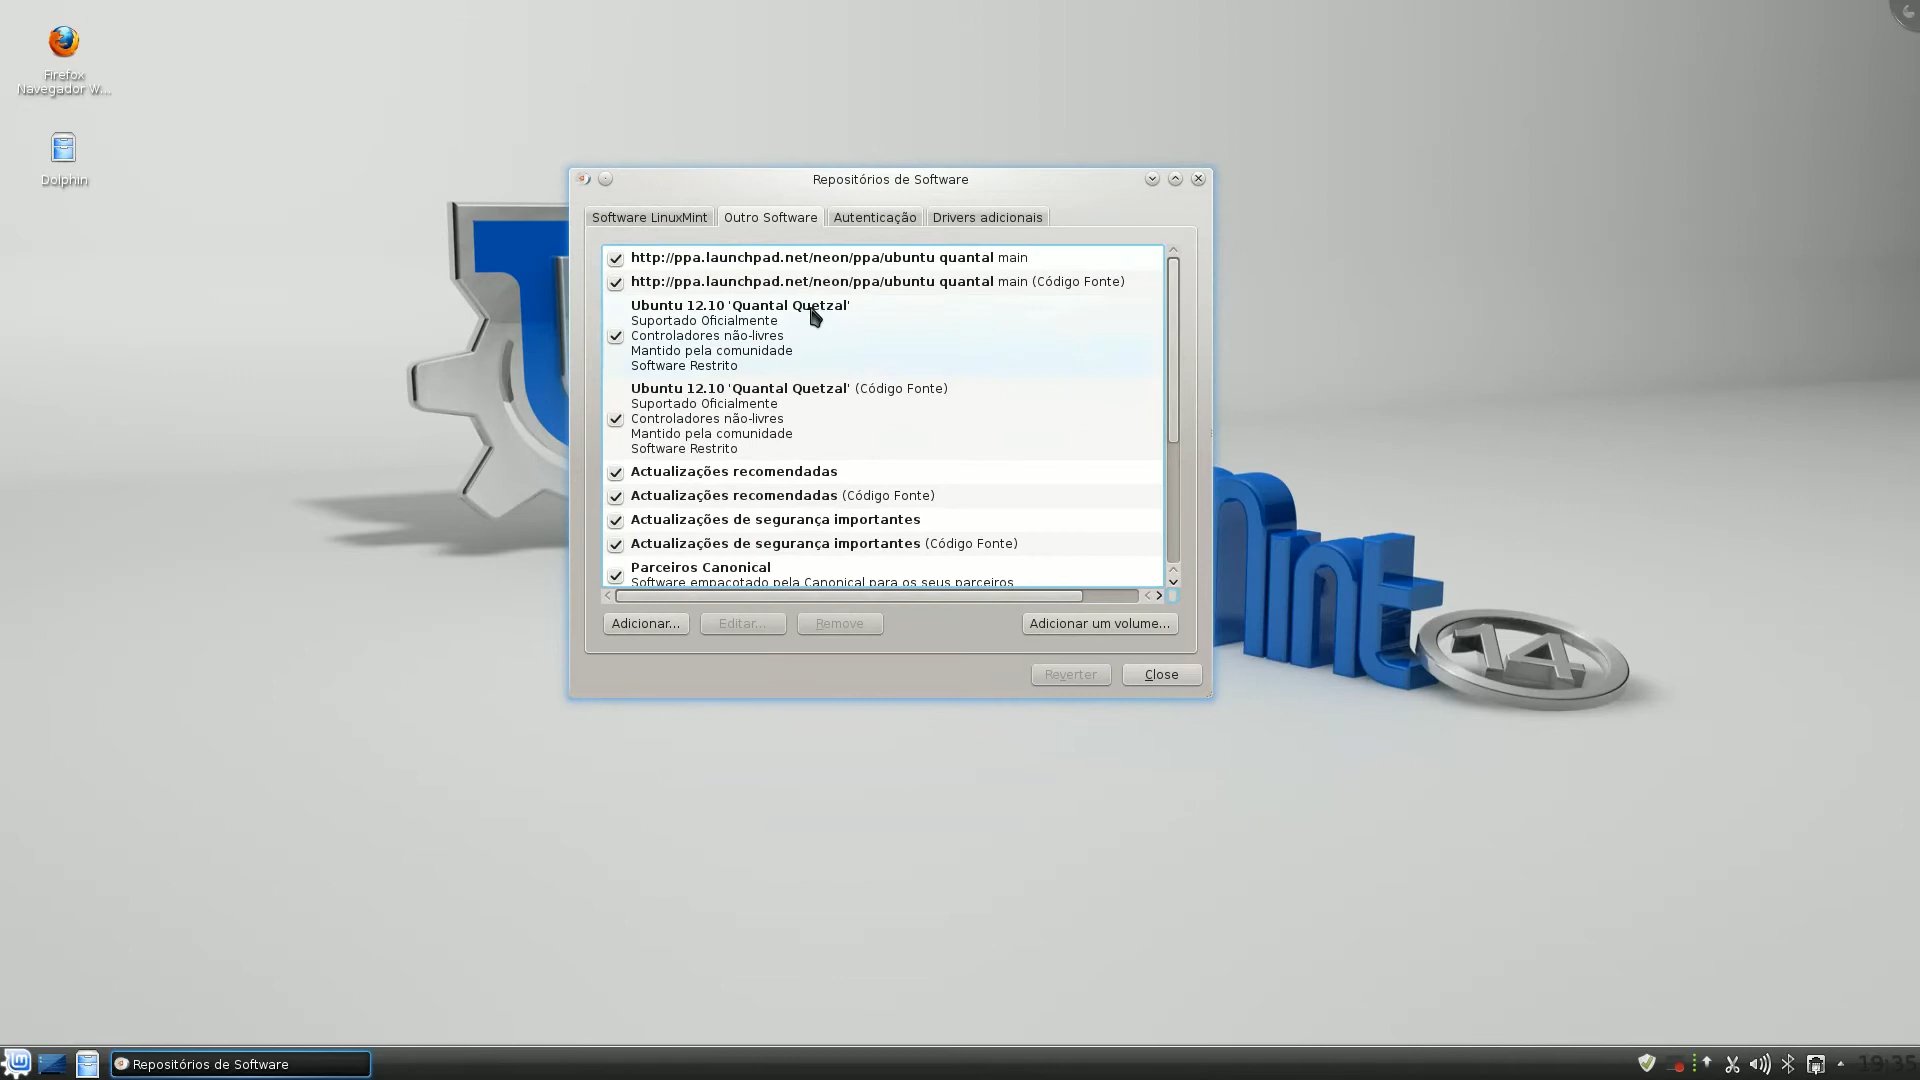 Firefox
Navegador W...
Dolphin
Repositórios de Software
Software LinuxMint
Outro Software
Autenticação
Drivers adicionais
http://ppa.launchpad.net/neon/ppa/ubuntu quantal main
http://ppa.launchpad.net/neon/ppa/ubuntu quantal main (Código Fonte)
Ubuntu 12.10 'Quantal Quetzal'
Suportado Oficialmente
Controladores não-livres
Mantido pela comunidade
Software Restrito
Ubuntu 12.10 'Quantal Quetzal' (Código Fonte)
Suportado Oficialmente
Controladores não-livres
Mantido pela comunidade
Software Restrito
Actualizações recomendadas
Actualizações recomendadas (Código Fonte)
Actualizações de segurança importantes
Actualizações de segurança importantes (Código Fonte)
Parceiros Canonical
Software empacotado pela Canonical para os seus parceiros
Adicionar...
Editar...
Remove
Adicionar um volume...
Reverter
Close
14
Repositórios de Software
19:35